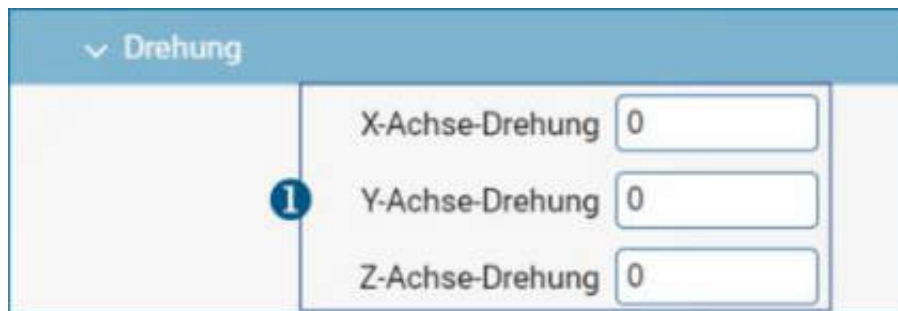 Drehung
X-Achse-Drehung 0
1 Y-Achse-Drehung 0
Z-Achse-Drehung 0